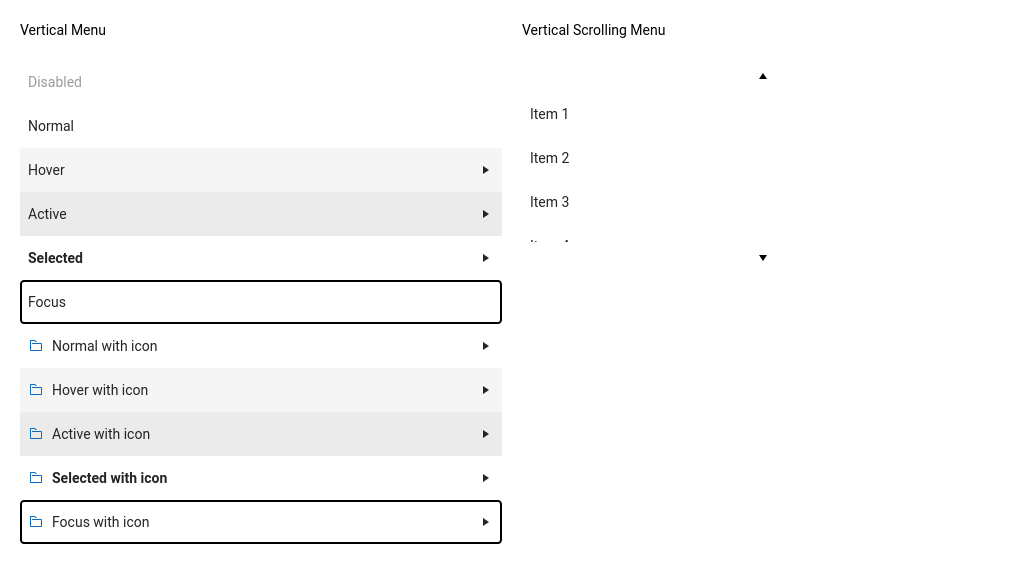 Vertical Menu
Disabled
Normal
Hover
Active
Selected
Focus
Normal with icon
Hover with icon
Active with icon
Selected with icon
Focus with icon
Vertical Scrolling Menu
Item 1
Item 2
Item 3